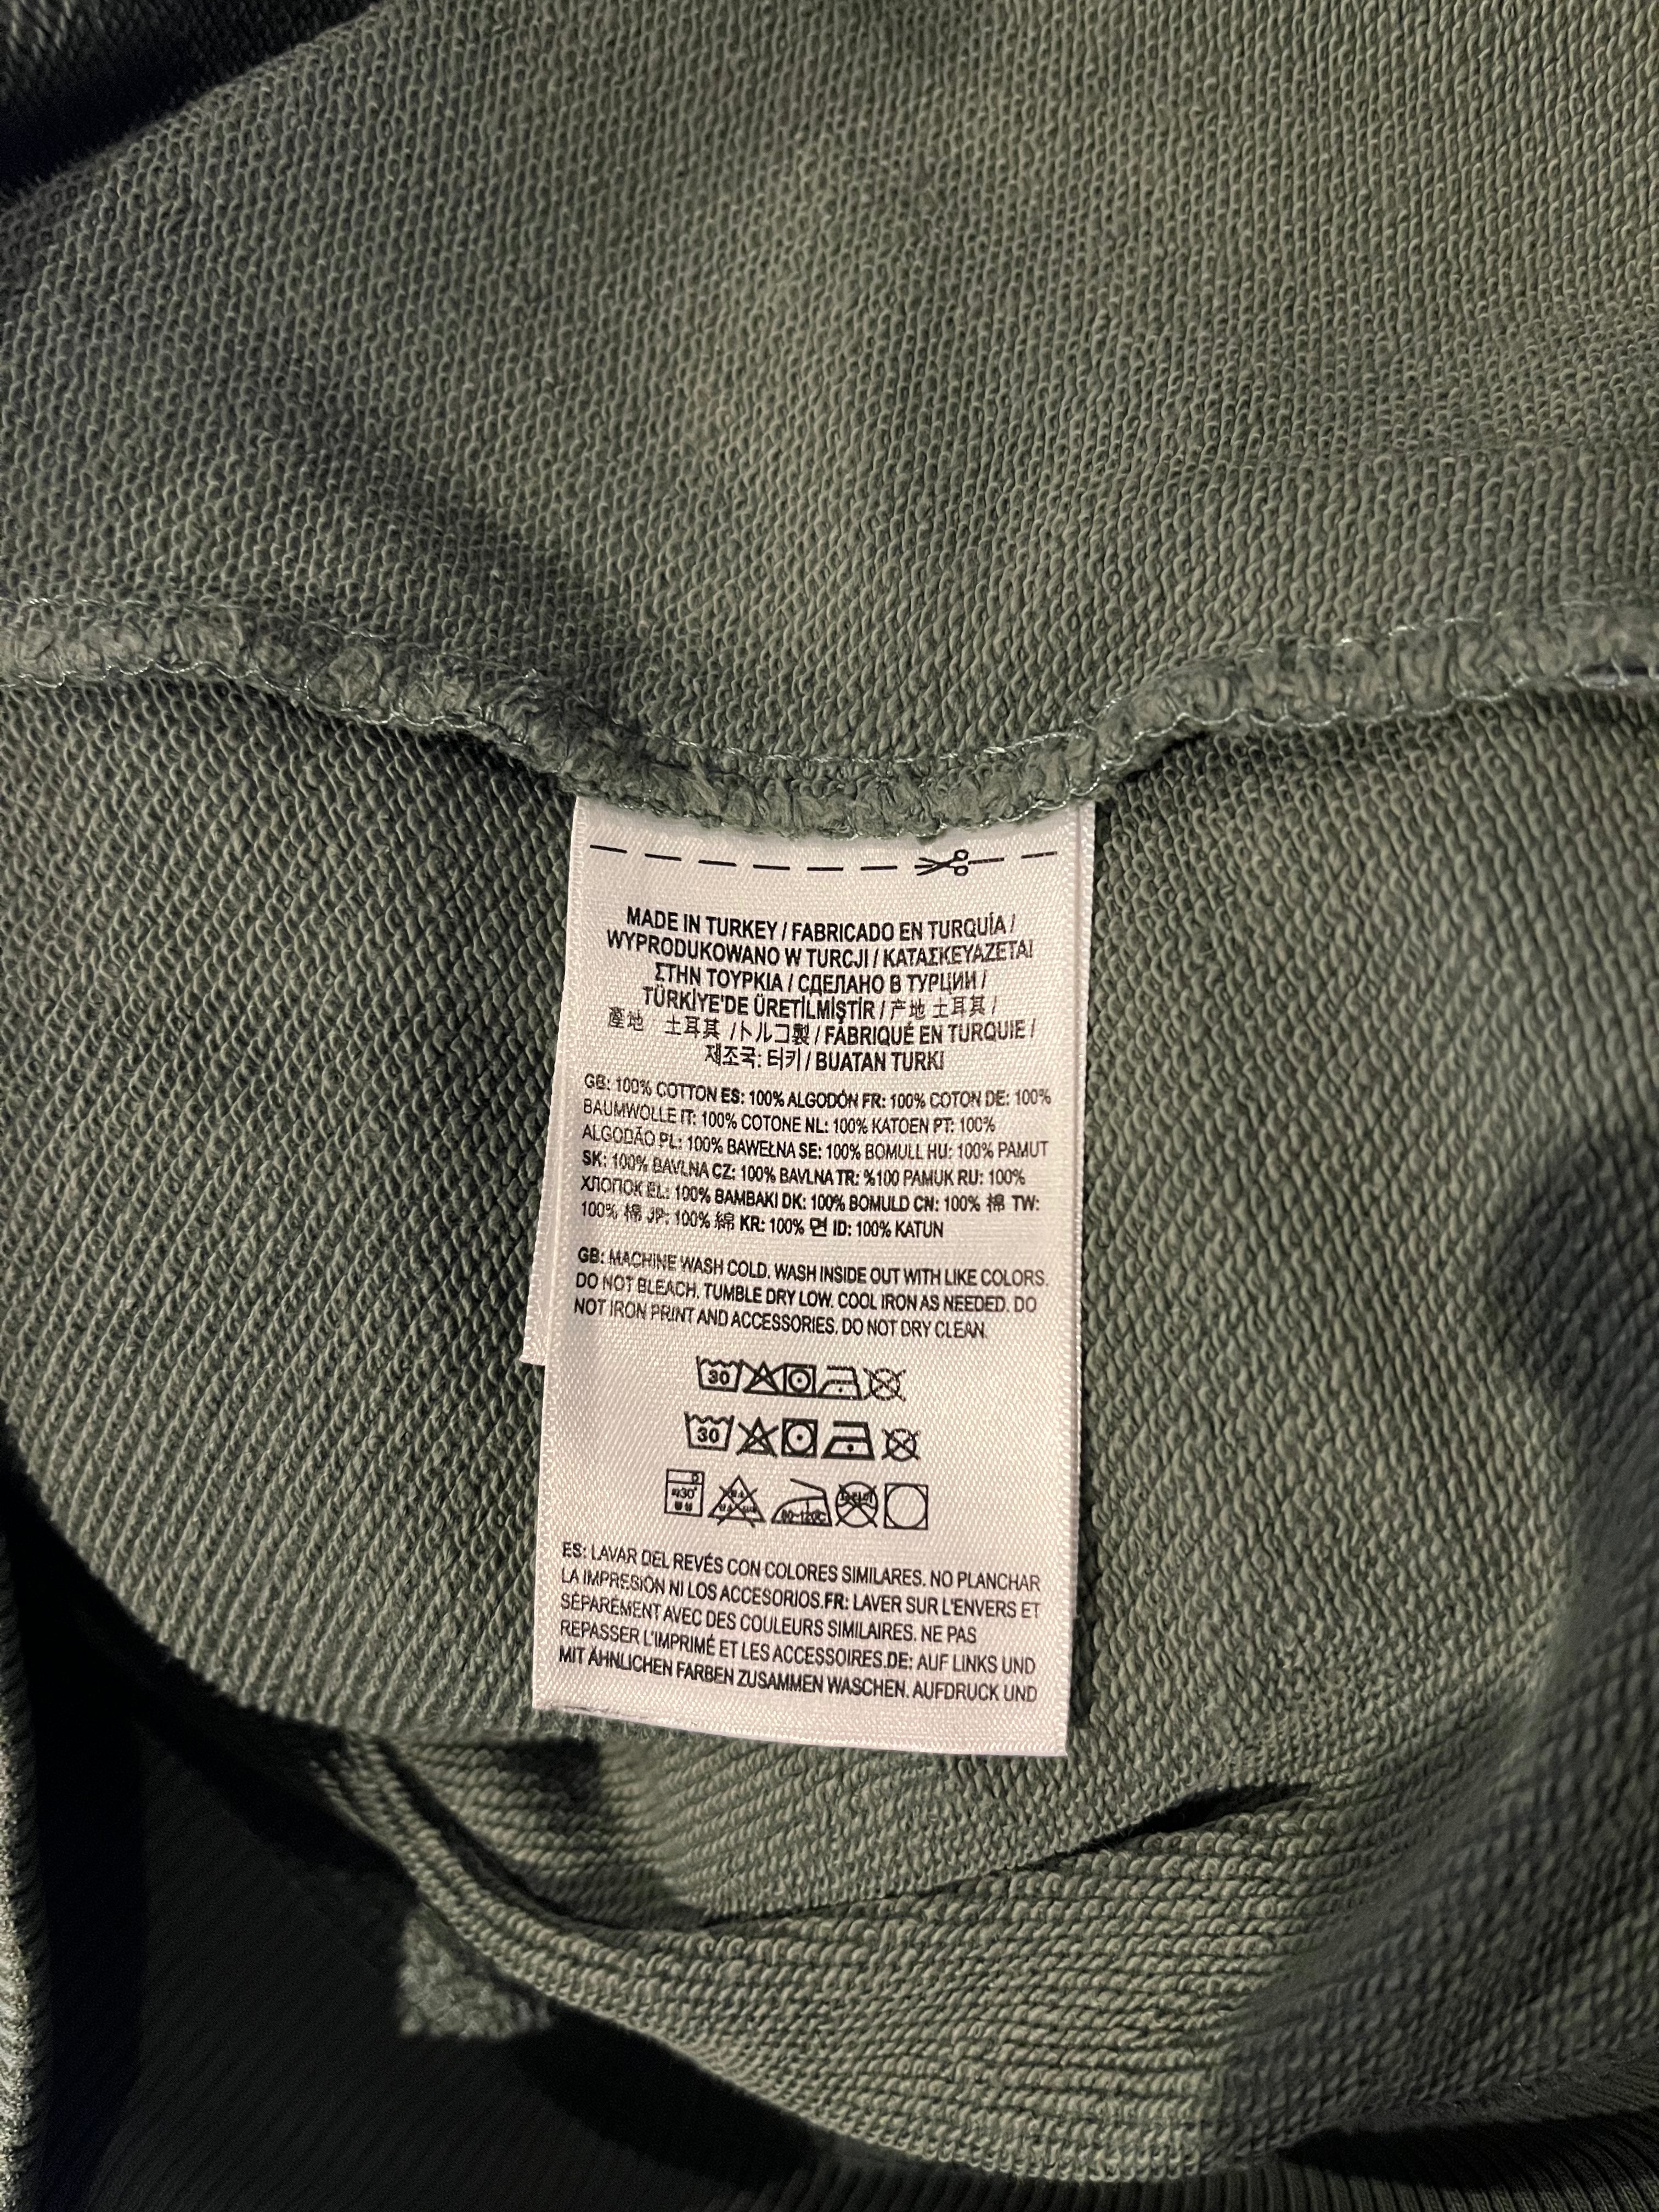 MADE IN TURKEY / FABRICADO EN TURQUÍA /
WYPRODUKOWANO W TURCJI / ΚΑΤΑΣΚΕΥΑΖΕΤΑΙ
ΣΤΗΝ ΤΟΥΡΚΙΑ / СДЕЛАНО В ТУРЦИИ /
TÜRKİYE'DE ÜRETİLMİŞTİR / 产地 土耳其 /
產地 土耳其 / トルコ製 / FABRIQUÉ EN TURQUIE /
제조국: 터키 / BUATAN TURKI
GB: 100% COTTON ES: 100% ALGODÓN FR: 100% COTON DE: 100%
BAUMWOLLE IT: 100% COTONE NL: 100% KATOEN PT: 100%
ALGODÃO PL: 100% BAWEŁNA SE: 100% BOMULL HU: 100% PAMUT
SK: 100% BAVLNA CZ: 100% BAVLNA TR: %100 PAMUK RU: 100%
ХЛОПОК EL: 100% ΒΑΜΒΑΚΙ DK: 100% BOMULD CN: 100% 棉 TW:
100% 棉 JP: 100% 綿 KR: 100% 면 ID: 100% KATUN
GB: MACHINE WASH COLD. WASH INSIDE OUT WITH LIKE COLORS.
DO NOT BLEACH. TUMBLE DRY LOW. COOL IRON AS NEEDED. DO
NOT IRON PRINT AND ACCESSORIES. DO NOT DRY CLEAN.
30
30
약30°
80~120°C
ES: LAVAR DEL REVÉS CON COLORES SIMILARES. NO PLANCHAR
LA IMPRESIÓN NI LOS ACCESORIOS.FR: LAVER SUR L'ENVERS ET
SÉPARÉMENT AVEC DES COULEURS SIMILAIRES. NE PAS
REPASSER L'IMPRIMÉ ET LES ACCESSOIRES.DE: AUF LINKS UND
MIT ÄHNLICHEN FARBEN ZUSAMMEN WASCHEN. AUFDRUCK UND